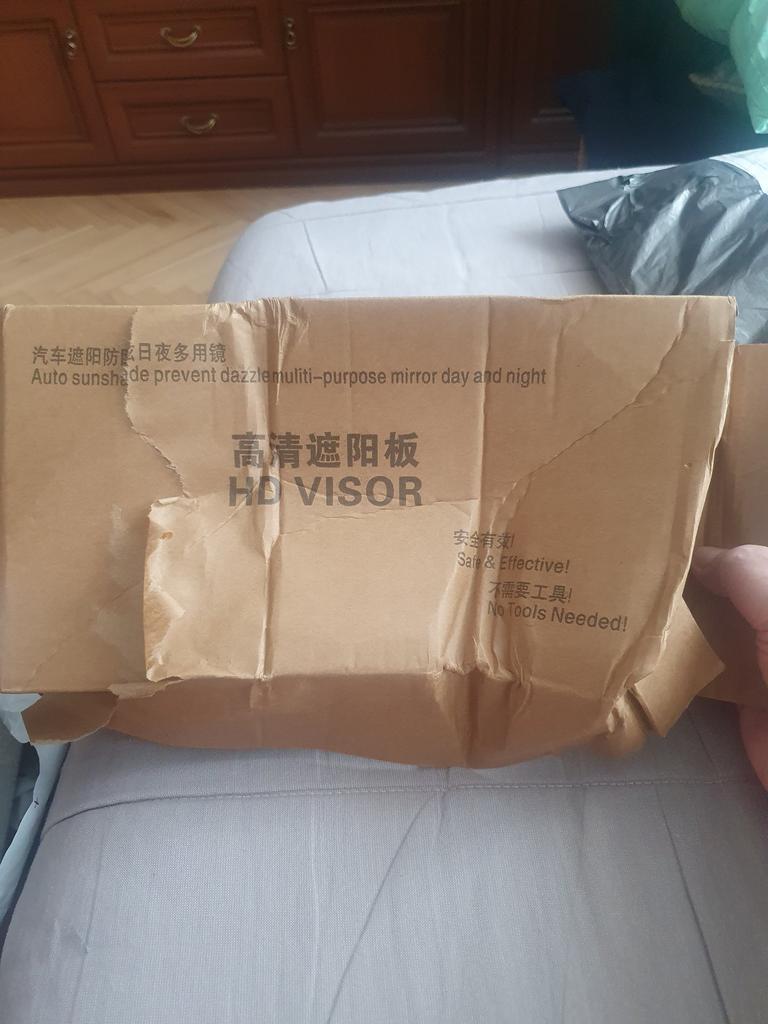 汽车遮阳防眩日夜多用镜
Auto sunshade prevent dazzlemuliti-purpose mirror day and night
高清遮阳板
HD VISOR
安全有效!
Safe & Effective!
不需要工具!
No Tools Needed!